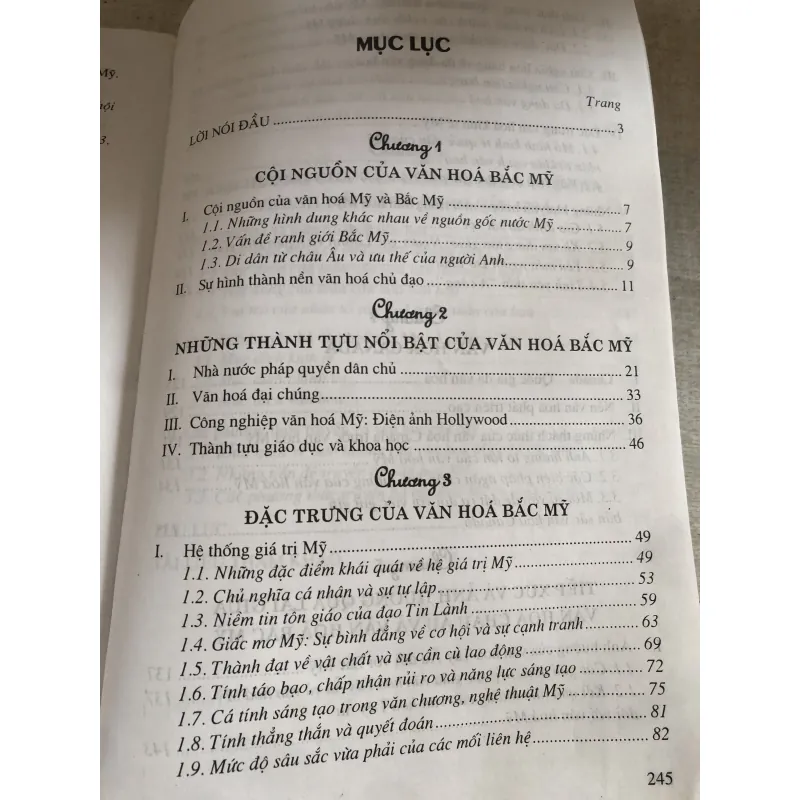 Mỹ.
3.
MỤC LỤC
Trang
LỜI NÓI ĐẦU ........ 3
Chương 1
CỘI NGUỒN CỦA VĂN HOÁ BẮC MỸ
I. Cội nguồn của văn hoá Mỹ và Bắc Mỹ ........ 7
1.1. Những hình dung khác nhau về nguồn gốc nước Mỹ ........ 7
1.2. Vấn đề ranh giới Bắc Mỹ ........ 9
1.3. Di dân từ châu Âu và ưu thế của người Anh ........ 9
II. Sự hình thành nền văn hoá chủ đạo ........ 11
Chương 2
NHỮNG THÀNH TỰU NỔI BẬT CỦA VĂN HOÁ BẮC MỸ
I. Nhà nước pháp quyền dân chủ ........ 21
II. Văn hoá đại chúng ........ 33
III. Công nghiệp văn hoá Mỹ: Điện ảnh Hollywood ........ 36
IV. Thành tựu giáo dục và khoa học ........ 46
Chương 3
ĐẶC TRƯNG CỦA VĂN HOÁ BẮC MỸ
I. Hệ thống giá trị Mỹ ........ 49
1.1. Những đặc điểm khái quát về hệ giá trị Mỹ ........ 49
1.2. Chủ nghĩa cá nhân và sự tự lập ........ 53
1.3. Niềm tin tôn giáo của đạo Tin Lành ........ 59
1.4. Giấc mơ Mỹ: Sự bình đẳng về cơ hội và sự cạnh tranh ........ 63
1.5. Thành đạt về vật chất và sự cần cù lao động ........ 69
1.6. Tính táo bạo, chấp nhận rủi ro và năng lực sáng tạo ........ 72
1.7. Cá tính sáng tạo trong văn chương, nghệ thuật Mỹ ........ 75
1.8. Tính thẳng thắn và quyết đoán ........ 81
1.9. Mức độ sâu sắc vừa phải của các mối liên hệ ........ 82
245